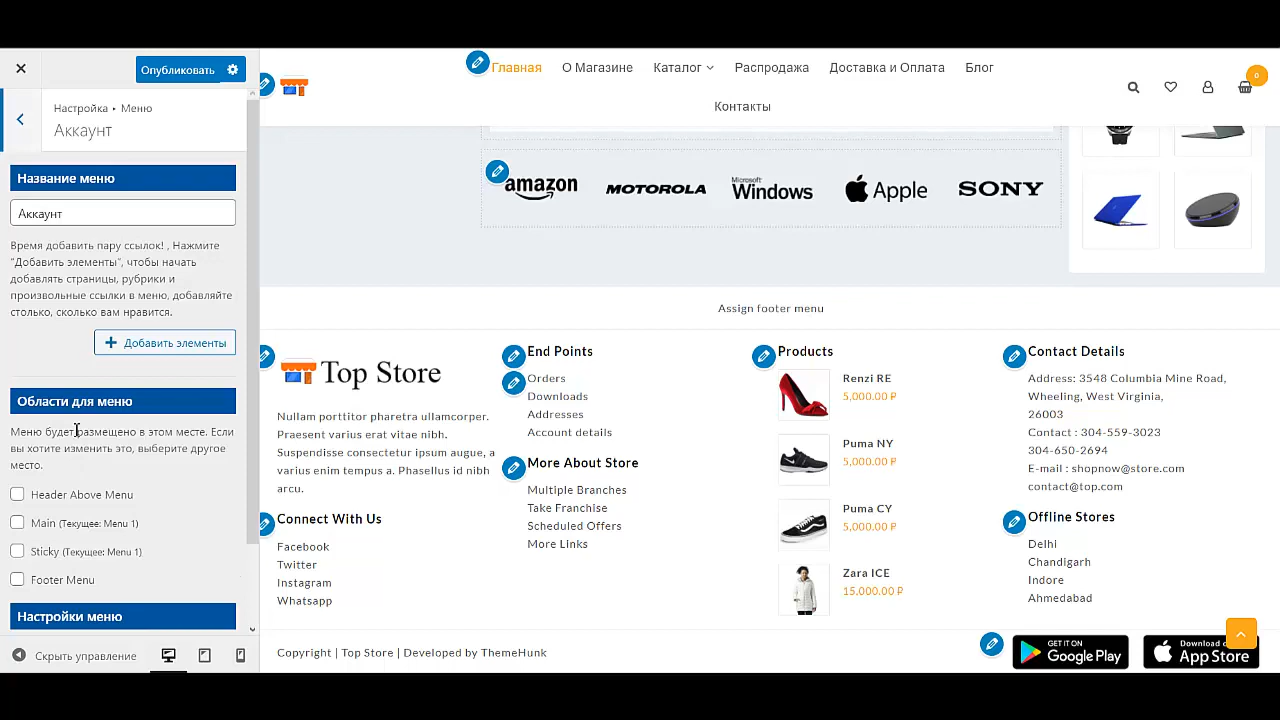 Опубликовать
Настройка ▸ Меню
Аккаунт
Название меню
Аккаунт
Время добавить пару ссылок! , Нажмите
"Добавить элементы", чтобы начать
добавлять страницы, рубрики и
произвольные ссылки в меню, добавляйте
столько, сколько вам нравится.
+ Добавить элементы
Области для меню
Меню будет размещено в этом месте. Если
вы хотите изменить это, выберите другое
место.
Header Above Menu
Main (Текущее: Menu 1)
Sticky (Текущее: Menu 1)
Footer Menu
Настройки меню
Скрыть управление
Главная О Магазине Каталог Распродажа Доставка и Оплата Блог
Контакты
0
amazon MOTOROLA Microsoft Windows Apple SONY
Assign footer menu
Top Store
Nullam porttitor pharetra ullamcorper.
Praesent varius erat vitae nibh.
Suspendisse consectetur ipsum augue, a
varius enim tempus a. Phasellus id nibh
arcu.
Connect With Us
Facebook
Twitter
Instagram
Whatsapp
End Points
Orders
Downloads
Addresses
Account details
More About Store
Multiple Branches
Take Franchise
Scheduled Offers
More Links
Products
Renzi RE
5,000.00 ₽
Puma NY
5,000.00 ₽
Puma CY
5,000.00 ₽
Zara ICE
15,000.00 ₽
Contact Details
Address: 3548 Columbia Mine Road,
Wheeling, West Virginia,
26003
Contact : 304-559-3023
304-650-2694
E-mail : shopnow@store.com
contact@top.com
Offline Stores
Delhi
Chandigarh
Indore
Ahmedabad
Copyright | Top Store | Developed by ThemeHunk
GET IT ON
Google Play
Download on
App Store